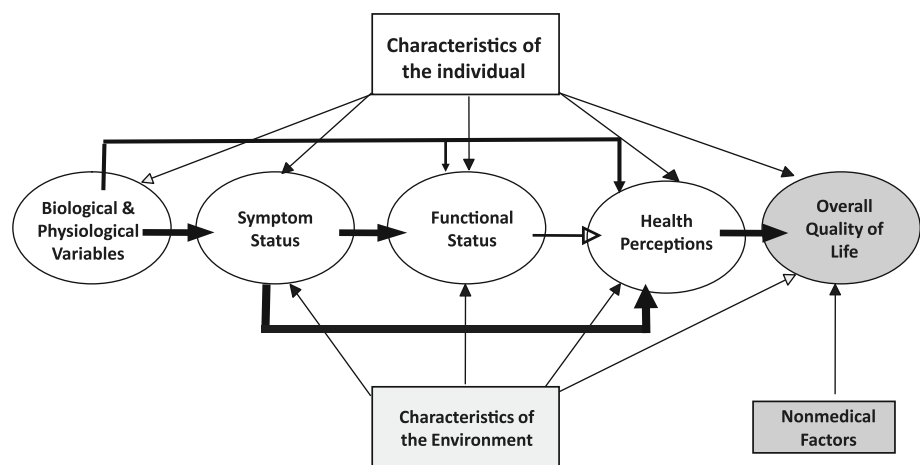 Characteristics of
the individual
Biological &
Physiological
Variables
Symptom
Status
Functional
Status
Health
Perceptions
Overall
Quality of
Life
Characteristics of
the Environment
Nonmedical
Factors